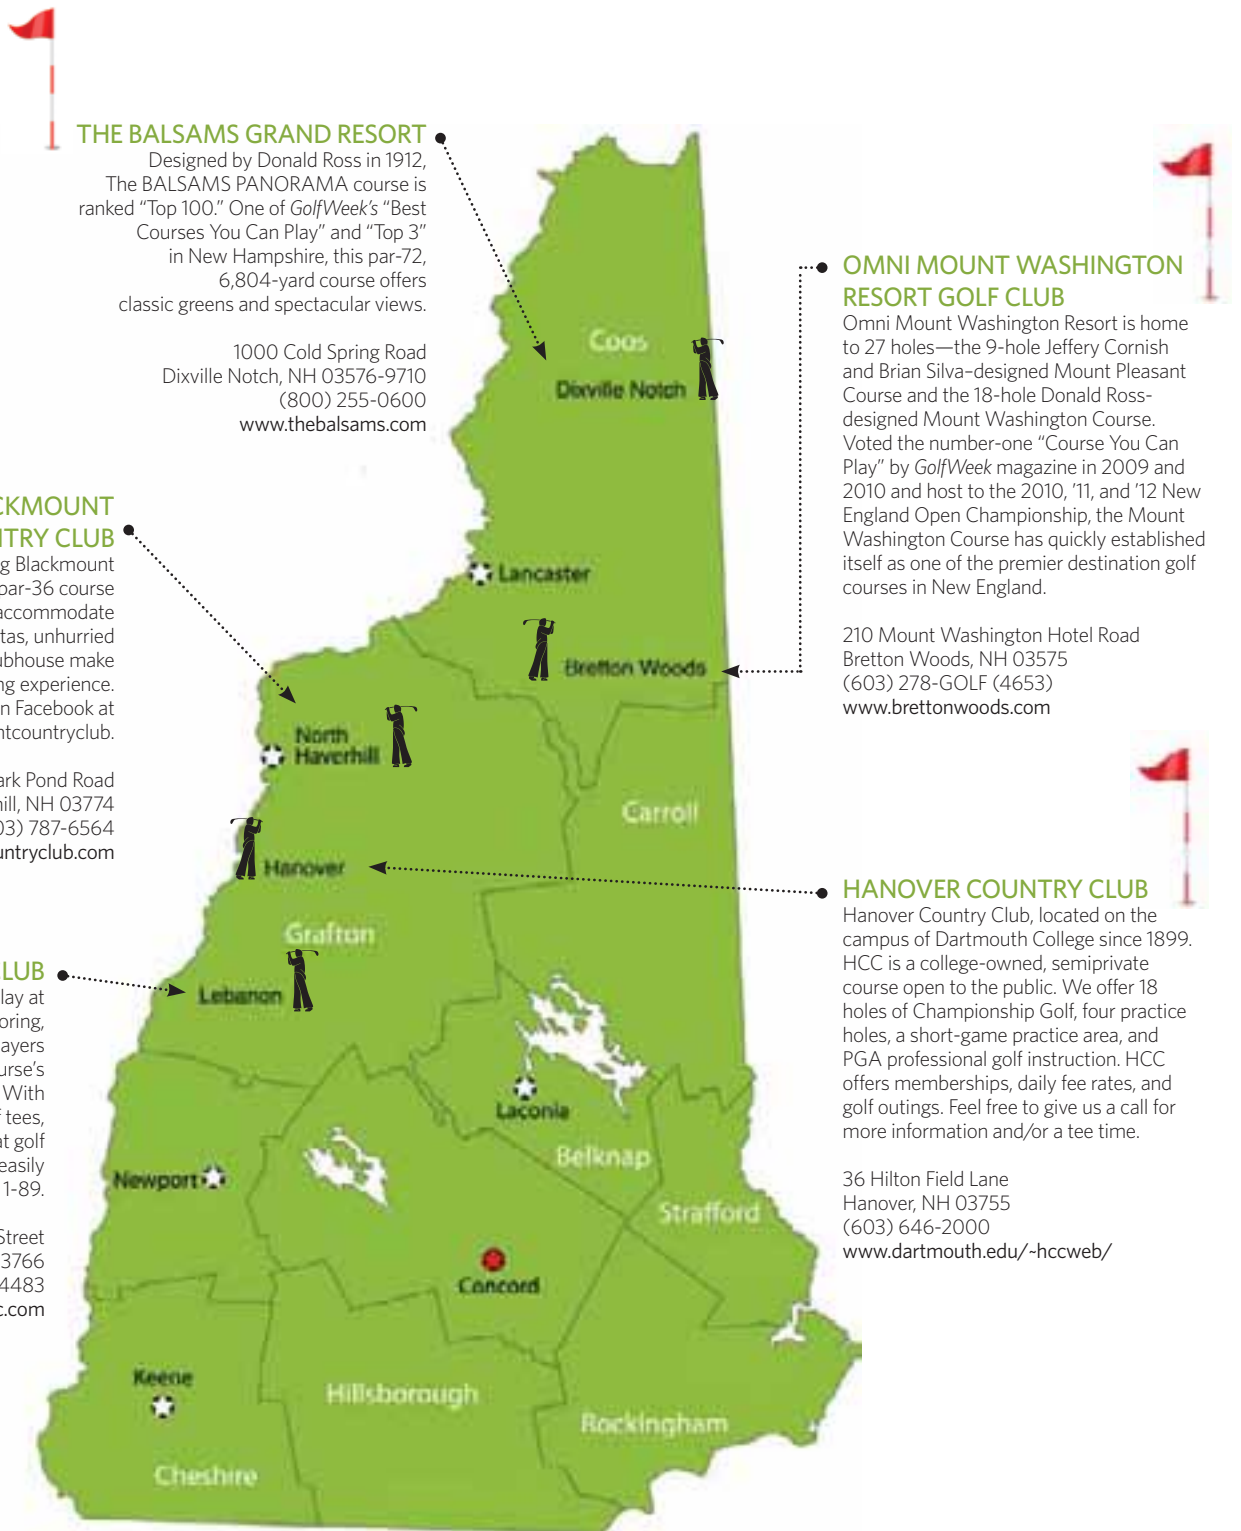 THE BALSAMS GRAND RESORT
Designed by Donald Ross in 1912,
The BALSAMS PANORAMA course is
ranked “Top 100.” One of GolfWeek’s “Best
Courses You Can Play” and “Top 3”
in New Hampshire, this par-72,
6,804-yard course offers
classic greens and spectacular views.
1000 Cold Spring Road
Dixville Notch, NH 03576-9710
(800) 255-0600
www.thebalsams.com
CKMOUNT
NTRY CLUB
g Blackmount
par-36 course
accommodate
tas, unhurried
ubhouse make
ng experience.
n Facebook at
ntcountryclub.
ark Pond Road
hill, NH 03774
03) 787-6564
untryclub.com
LUB
lay at
oring,
ayers
urse’s
With
f tees,
at golf
easily
1-89.
Street
3766
4483
c.com
OMNI MOUNT WASHINGTON
RESORT GOLF CLUB
Omni Mount Washington Resort is home
to 27 holes—the 9-hole Jeffery Cornish
and Brian Silva–designed Mount Pleasant
Course and the 18-hole Donald Ross-
designed Mount Washington Course.
Voted the number-one “Course You Can
Play” by GolfWeek magazine in 2009 and
2010 and host to the 2010, ’11, and ’12 New
England Open Championship, the Mount
Washington Course has quickly established
itself as one of the premier destination golf
courses in New England.
210 Mount Washington Hotel Road
Bretton Woods, NH 03575
(603) 278-GOLF (4653)
www.brettonwoods.com
HANOVER COUNTRY CLUB
Hanover Country Club, located on the
campus of Dartmouth College since 1899.
HCC is a college-owned, semiprivate
course open to the public. We offer 18
holes of Championship Golf, four practice
holes, a short-game practice area, and
PGA professional golf instruction. HCC
offers memberships, daily fee rates, and
golf outings. Feel free to give us a call for
more information and/or a tee time.
36 Hilton Field Lane
Hanover, NH 03755
(603) 646-2000
www.dartmouth.edu/~hccweb/
Coos
Dixville Notch
Lancaster
Bretton Woods
North
Haverhill
Carroll
Hanover
Grafton
Lebanon
Laconia
Belknap
Newport
Strafford
Concord
Keene
Hillsborough
Rockingham
Cheshire